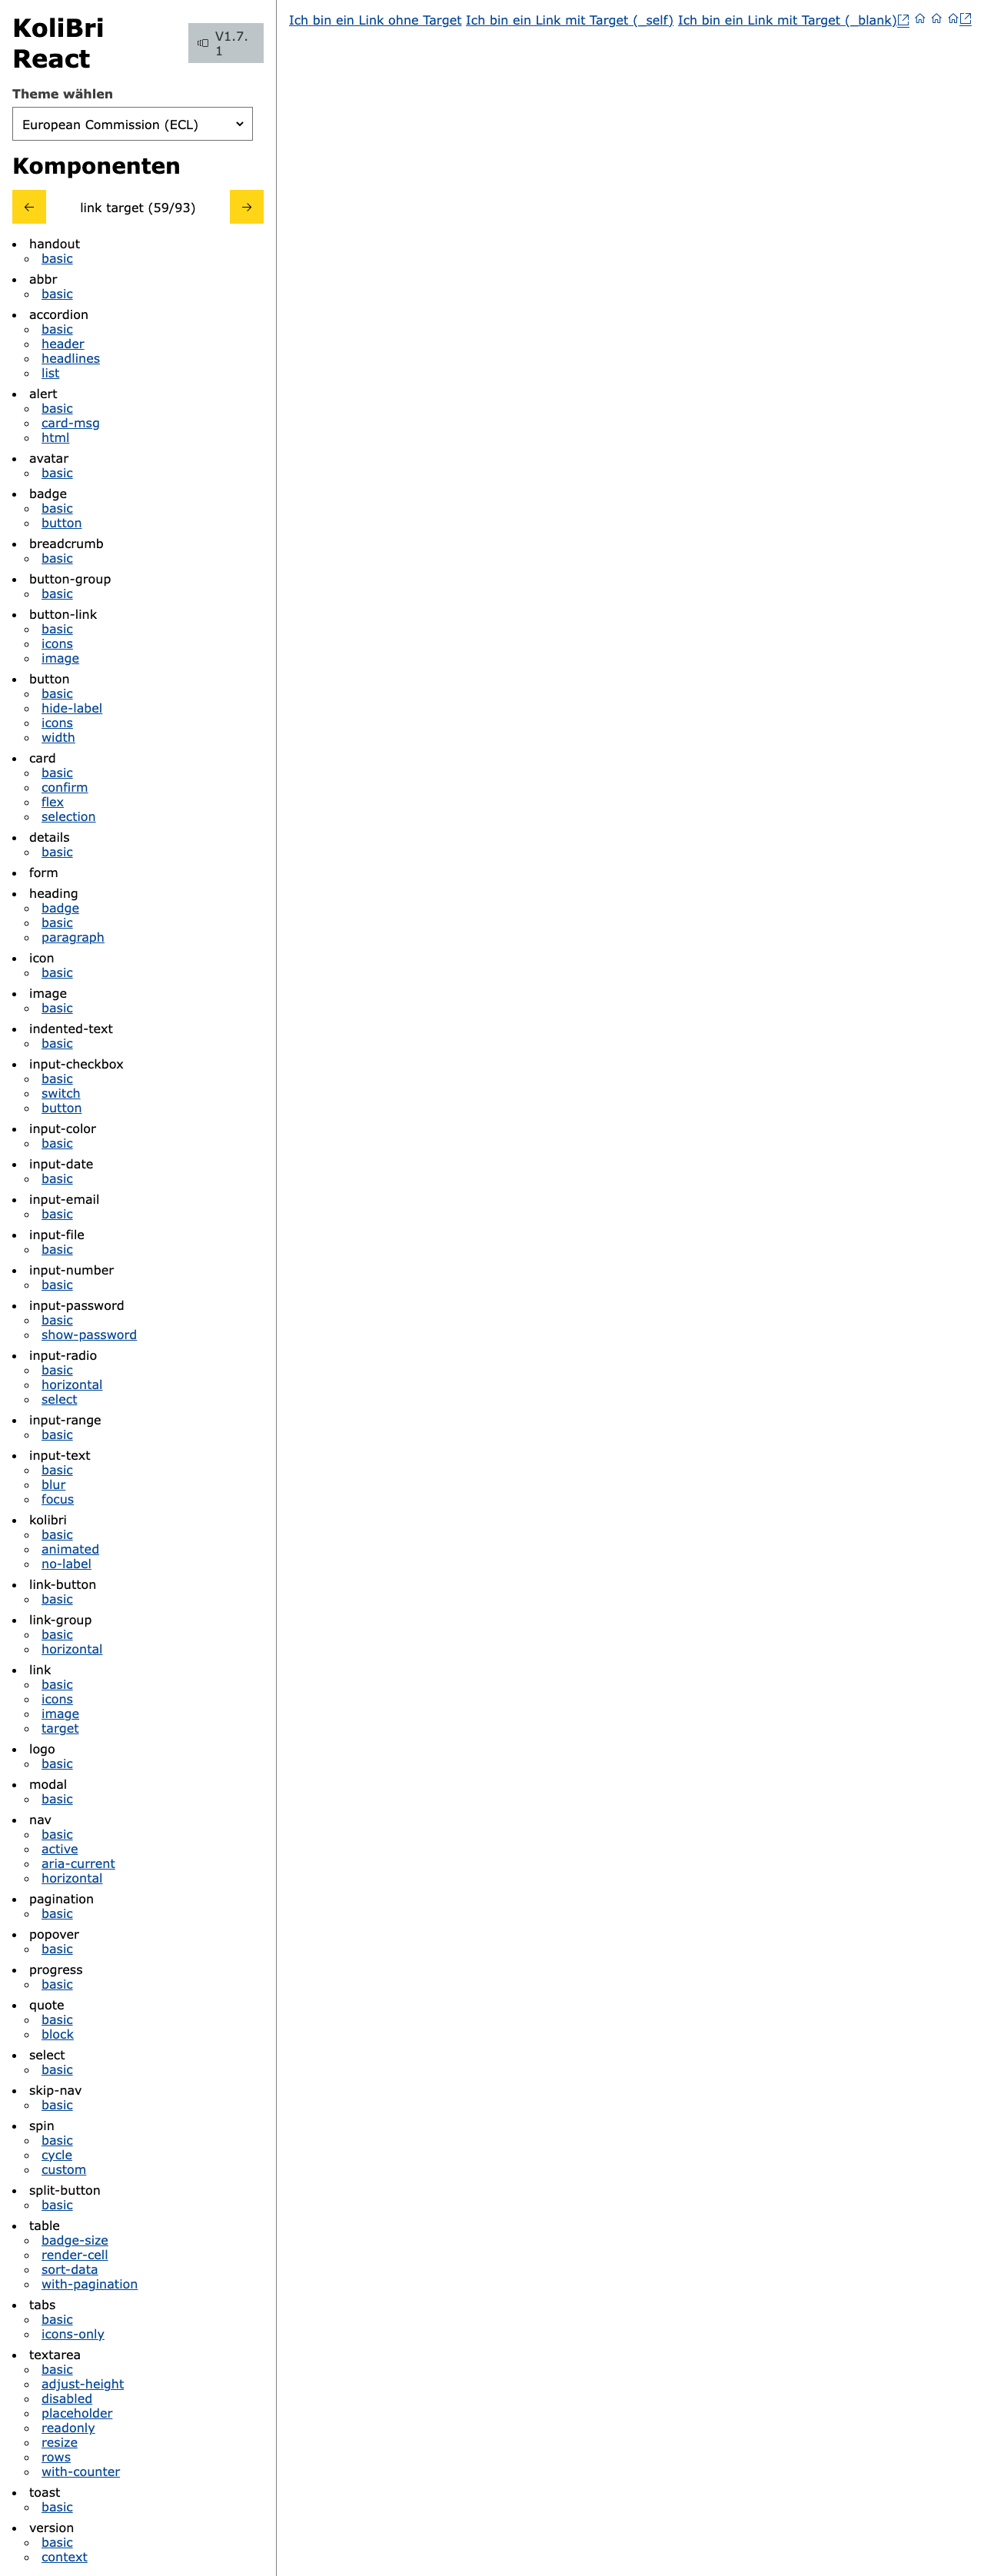 KoliBri
React
V1.7.
1
Theme wählen
European Commission (ECL)
Komponenten
link target (59/93)
handout
basic
abbr
basic
accordion
basic
header
headlines
list
alert
basic
card-msg
html
avatar
basic
badge
basic
button
breadcrumb
basic
button-group
basic
button-link
basic
icons
image
button
basic
hide-label
icons
width
card
basic
confirm
flex
selection
details
basic
form
heading
badge
basic
paragraph
icon
basic
image
basic
indented-text
basic
input-checkbox
basic
switch
button
input-color
basic
input-date
basic
input-email
basic
input-file
basic
input-number
basic
input-password
basic
show-password
input-radio
basic
horizontal
select
input-range
basic
input-text
basic
blur
focus
kolibri
basic
animated
no-label
link-button
basic
link-group
basic
horizontal
link
basic
icons
image
target
logo
basic
modal
basic
nav
basic
active
aria-current
horizontal
pagination
basic
popover
basic
progress
basic
quote
basic
block
select
basic
skip-nav
basic
spin
basic
cycle
custom
split-button
basic
table
badge-size
render-cell
sort-data
with-pagination
tabs
basic
icons-only
textarea
basic
adjust-height
disabled
placeholder
readonly
resize
rows
with-counter
toast
basic
version
basic
context
Ich bin ein Link ohne Target Ich bin ein Link mit Target (_self) Ich bin ein Link mit Target (_blank)